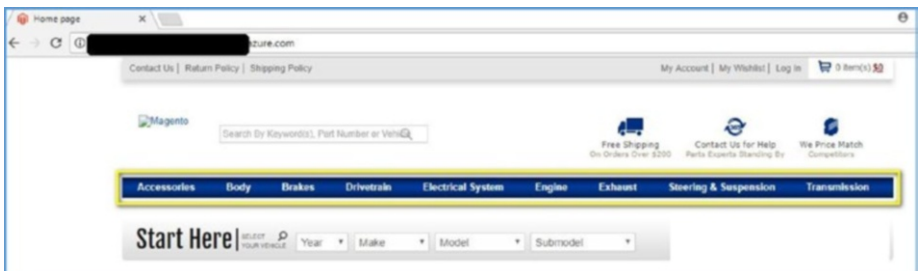 Home page
zure.com
Contact Us | Return Policy | Shipping Policy
My Account | My Wishlist | Log In
0 item(s) $0
Magento
Search By Keyword(s), Part Number or Vehic
Free Shipping
On Orders Over $200
Contact Us for Help
Parts Experts Standing By
We Price Match
Competitors
Accessories Body Brakes Drivetrain Electrical System Engine Exhaust Steering & Suspension Transmission
Start Here| SELECT
YOUR VEHICLE
Year Make Model Submodel